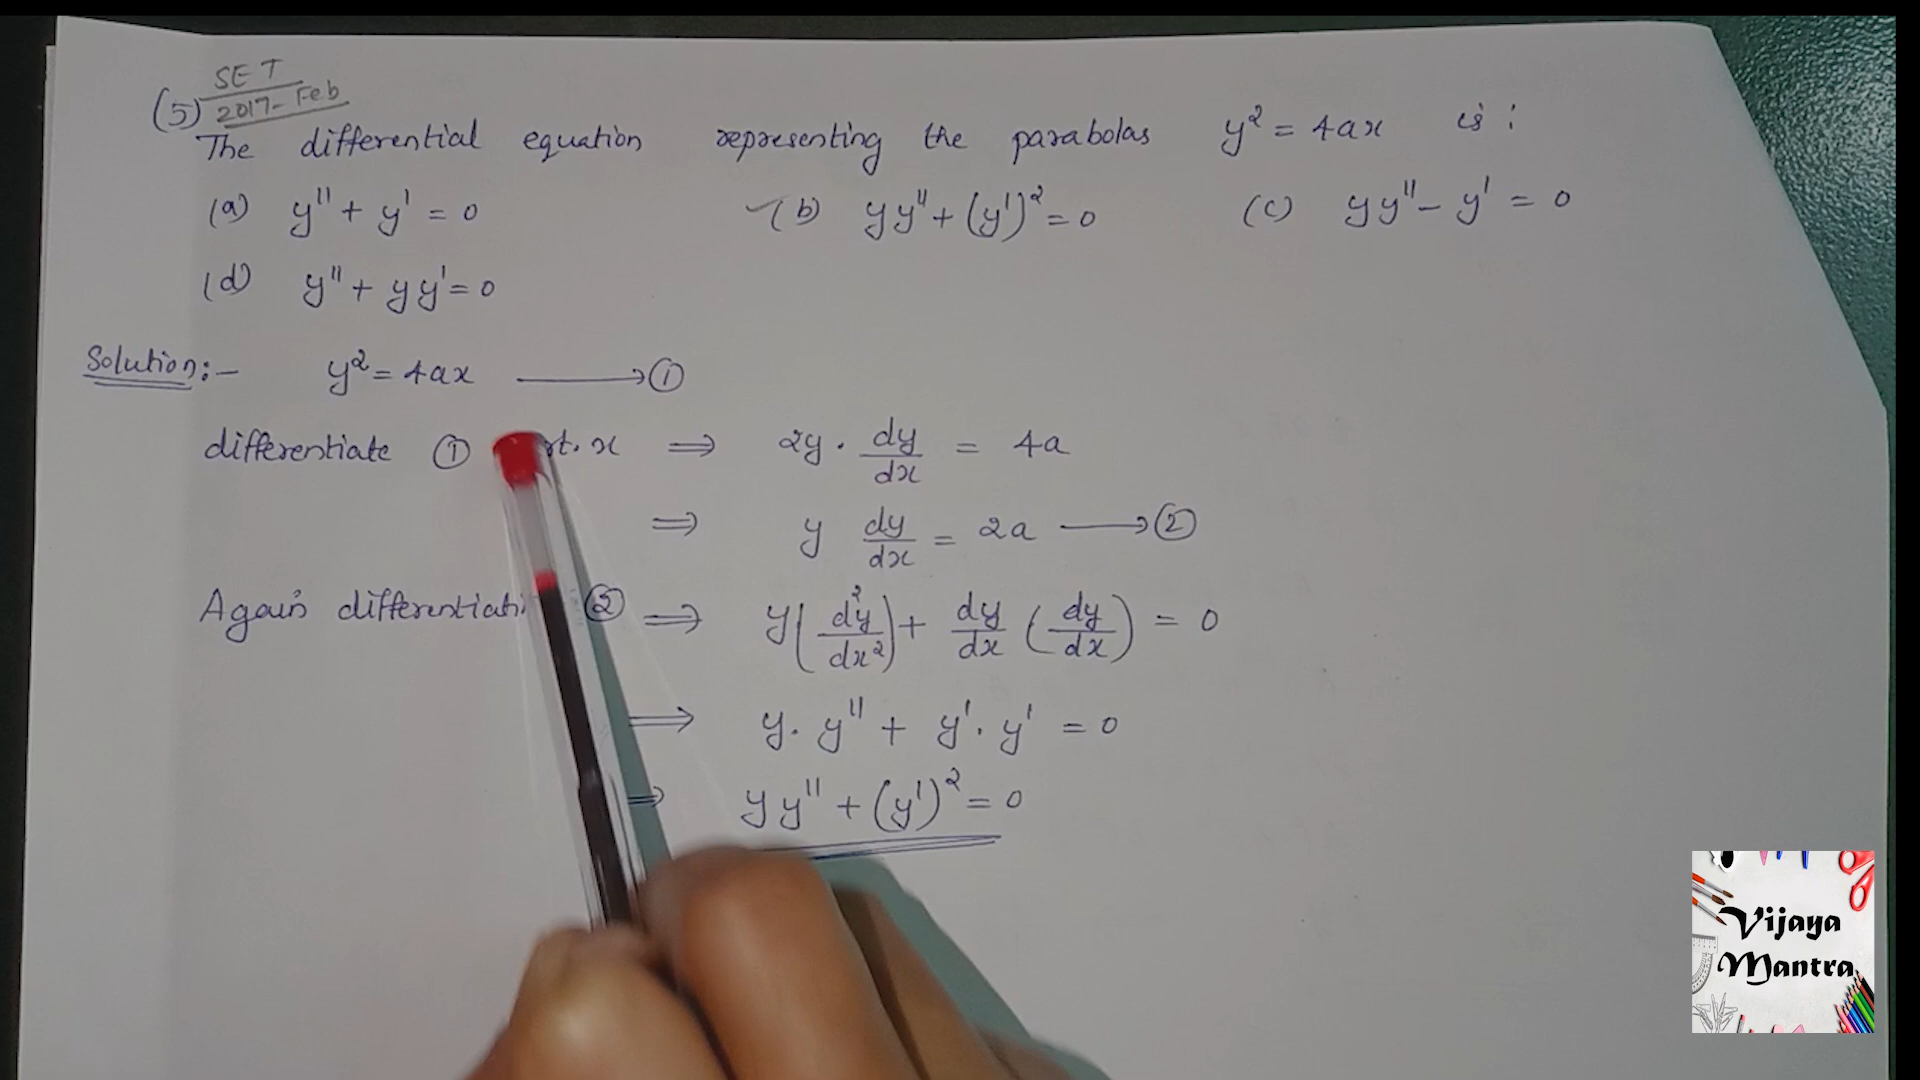 SET
(5) 2017-Feb
The differential equation representing the parabolas y² = 4ax is :
(a) y" + y' = 0 (b) yy" + (y')² = 0 (c) yy" - y' = 0
(d) y" + yy' = 0
Solution:- y² = 4ax ⟶ ①
differentiate ① rt. x ⇒ 2y · dy/dx = 4a
⇒ y dy/dx = 2a ⟶ ②
Again differentiati ② ⇒ y(d²y/dx²) + dy/dx (dy/dx) = 0
⇒ y. y" + y'. y' = 0
⇒ yy" + (y')² = 0
Vijaya
Mantra